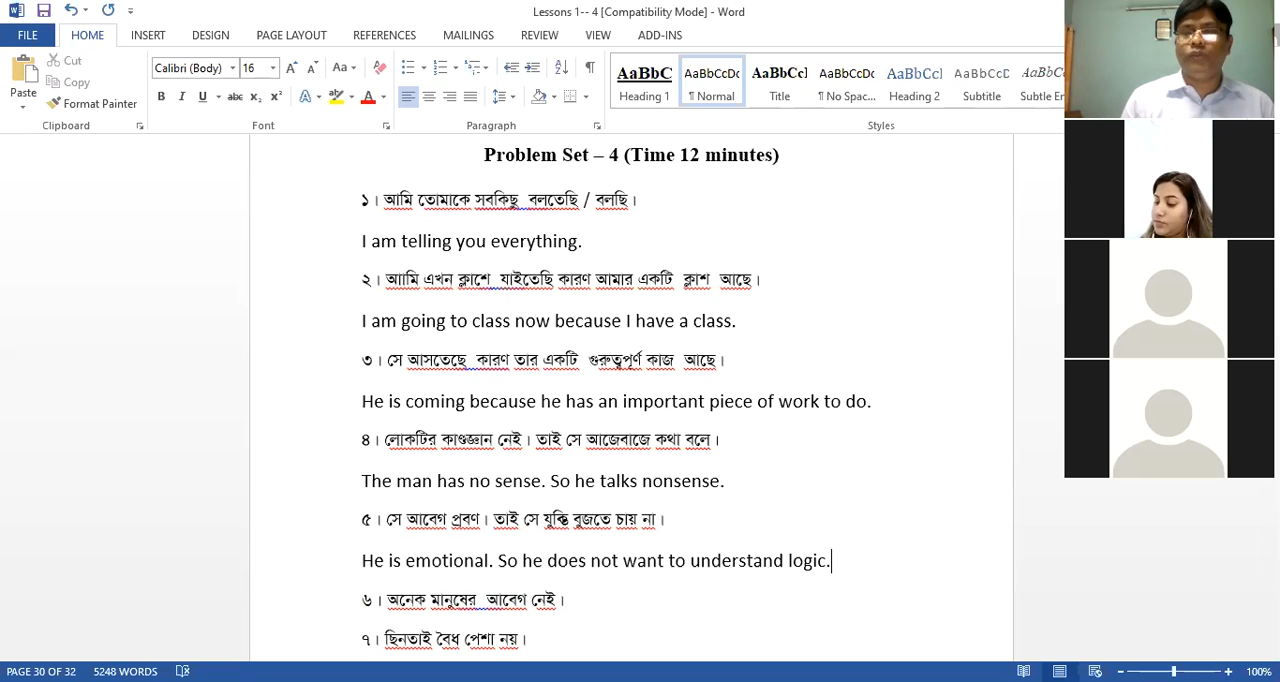 Lessons 1-- 4 [Compatibility Mode] - Word
FILE HOME INSERT DESIGN PAGE LAYOUT REFERENCES MAILINGS REVIEW VIEW ADD-INS
Paste Cut Copy Format Painter
Calibri (Body) 16
AaBbC AaBbCcDc AaBbCc] AaBbCcDc AaBbCc] AaBbCcD AaBbCcD
Heading 1 ¶ Normal Title ¶ No Spac... Heading 2 Subtitle Subtle Em
Clipboard Font Paragraph Styles
Problem Set – 4 (Time 12 minutes)
১। আমি তোমাকে সবকিছু বলতেছি / বলছি।
I am telling you everything.
২। আামি এখন ক্লাশে যাইতেছি কারণ আমার একটি ক্লাশ আছে।
I am going to class now because I have a class.
৩। সে আসতেছে কারণ তার একটি গুরুত্বপূর্ণ কাজ আছে।
He is coming because he has an important piece of work to do.
৪। লোকটির কাণ্ডজ্ঞান নেই। তাই সে আজেবাজে কথা বলে।
The man has no sense. So he talks nonsense.
৫। সে আবেগ প্রবণ। তাই সে যুক্তি বুজতে চায় না।
He is emotional. So he does not want to understand logic.
৬। অনেক মানুষের আবেগ নেই।
৭। ছিনতাই বৈধ পেশা নয়।
PAGE 30 OF 32 5248 WORDS 100%